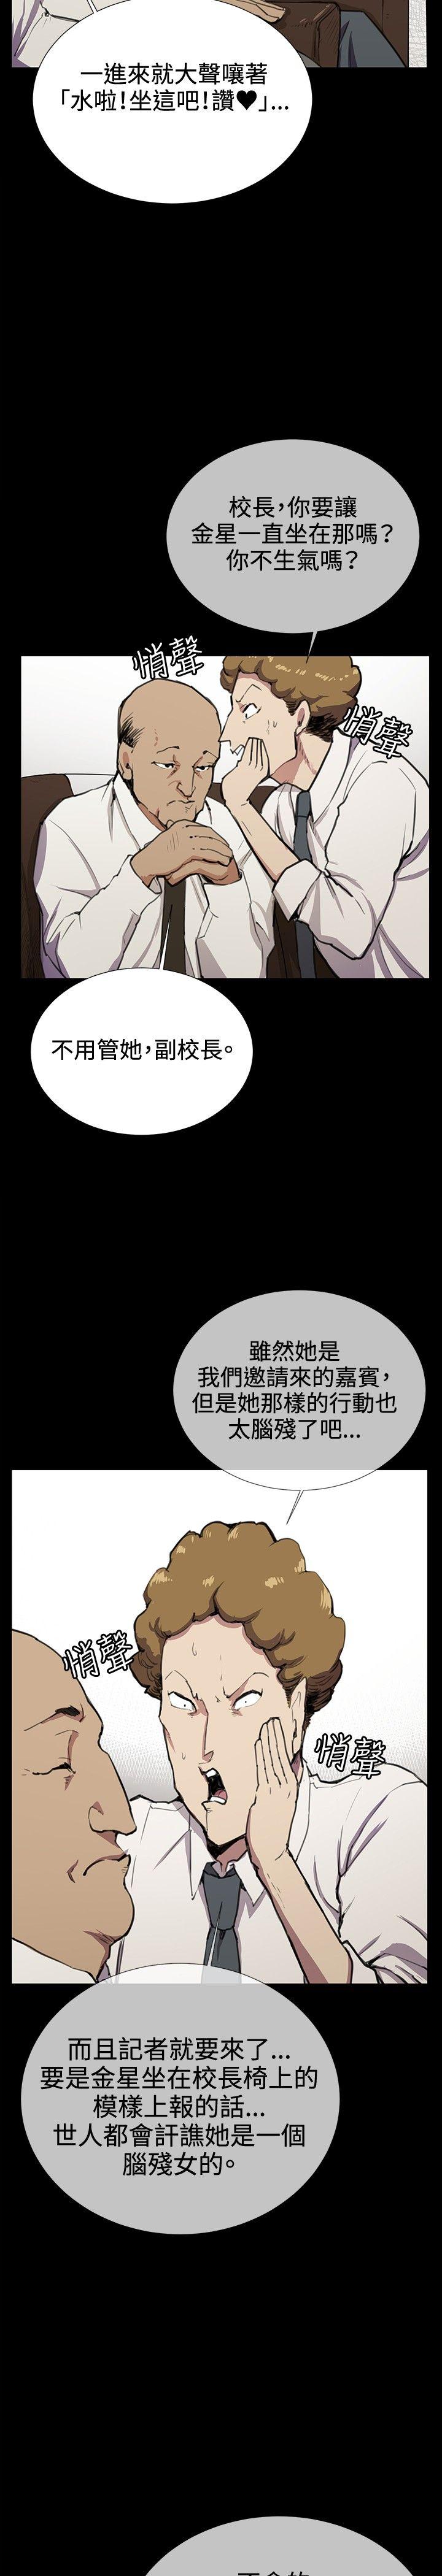 一進來就大聲嚷著
「水啦!坐這吧!讚♥」...
校長,你要讓
金星一直坐在那嗎?
你不生氣嗎?
悄聲
悄聲
不用管她,副校長。
雖然她是
我們邀請來的嘉賓,
但是她那樣的行動也
太腦殘了吧...
悄聲
悄聲
而且記者就要來了...
要是金星坐在校長椅上的
模樣上報的話...
世人都會訐譙她是一個
腦殘女的。